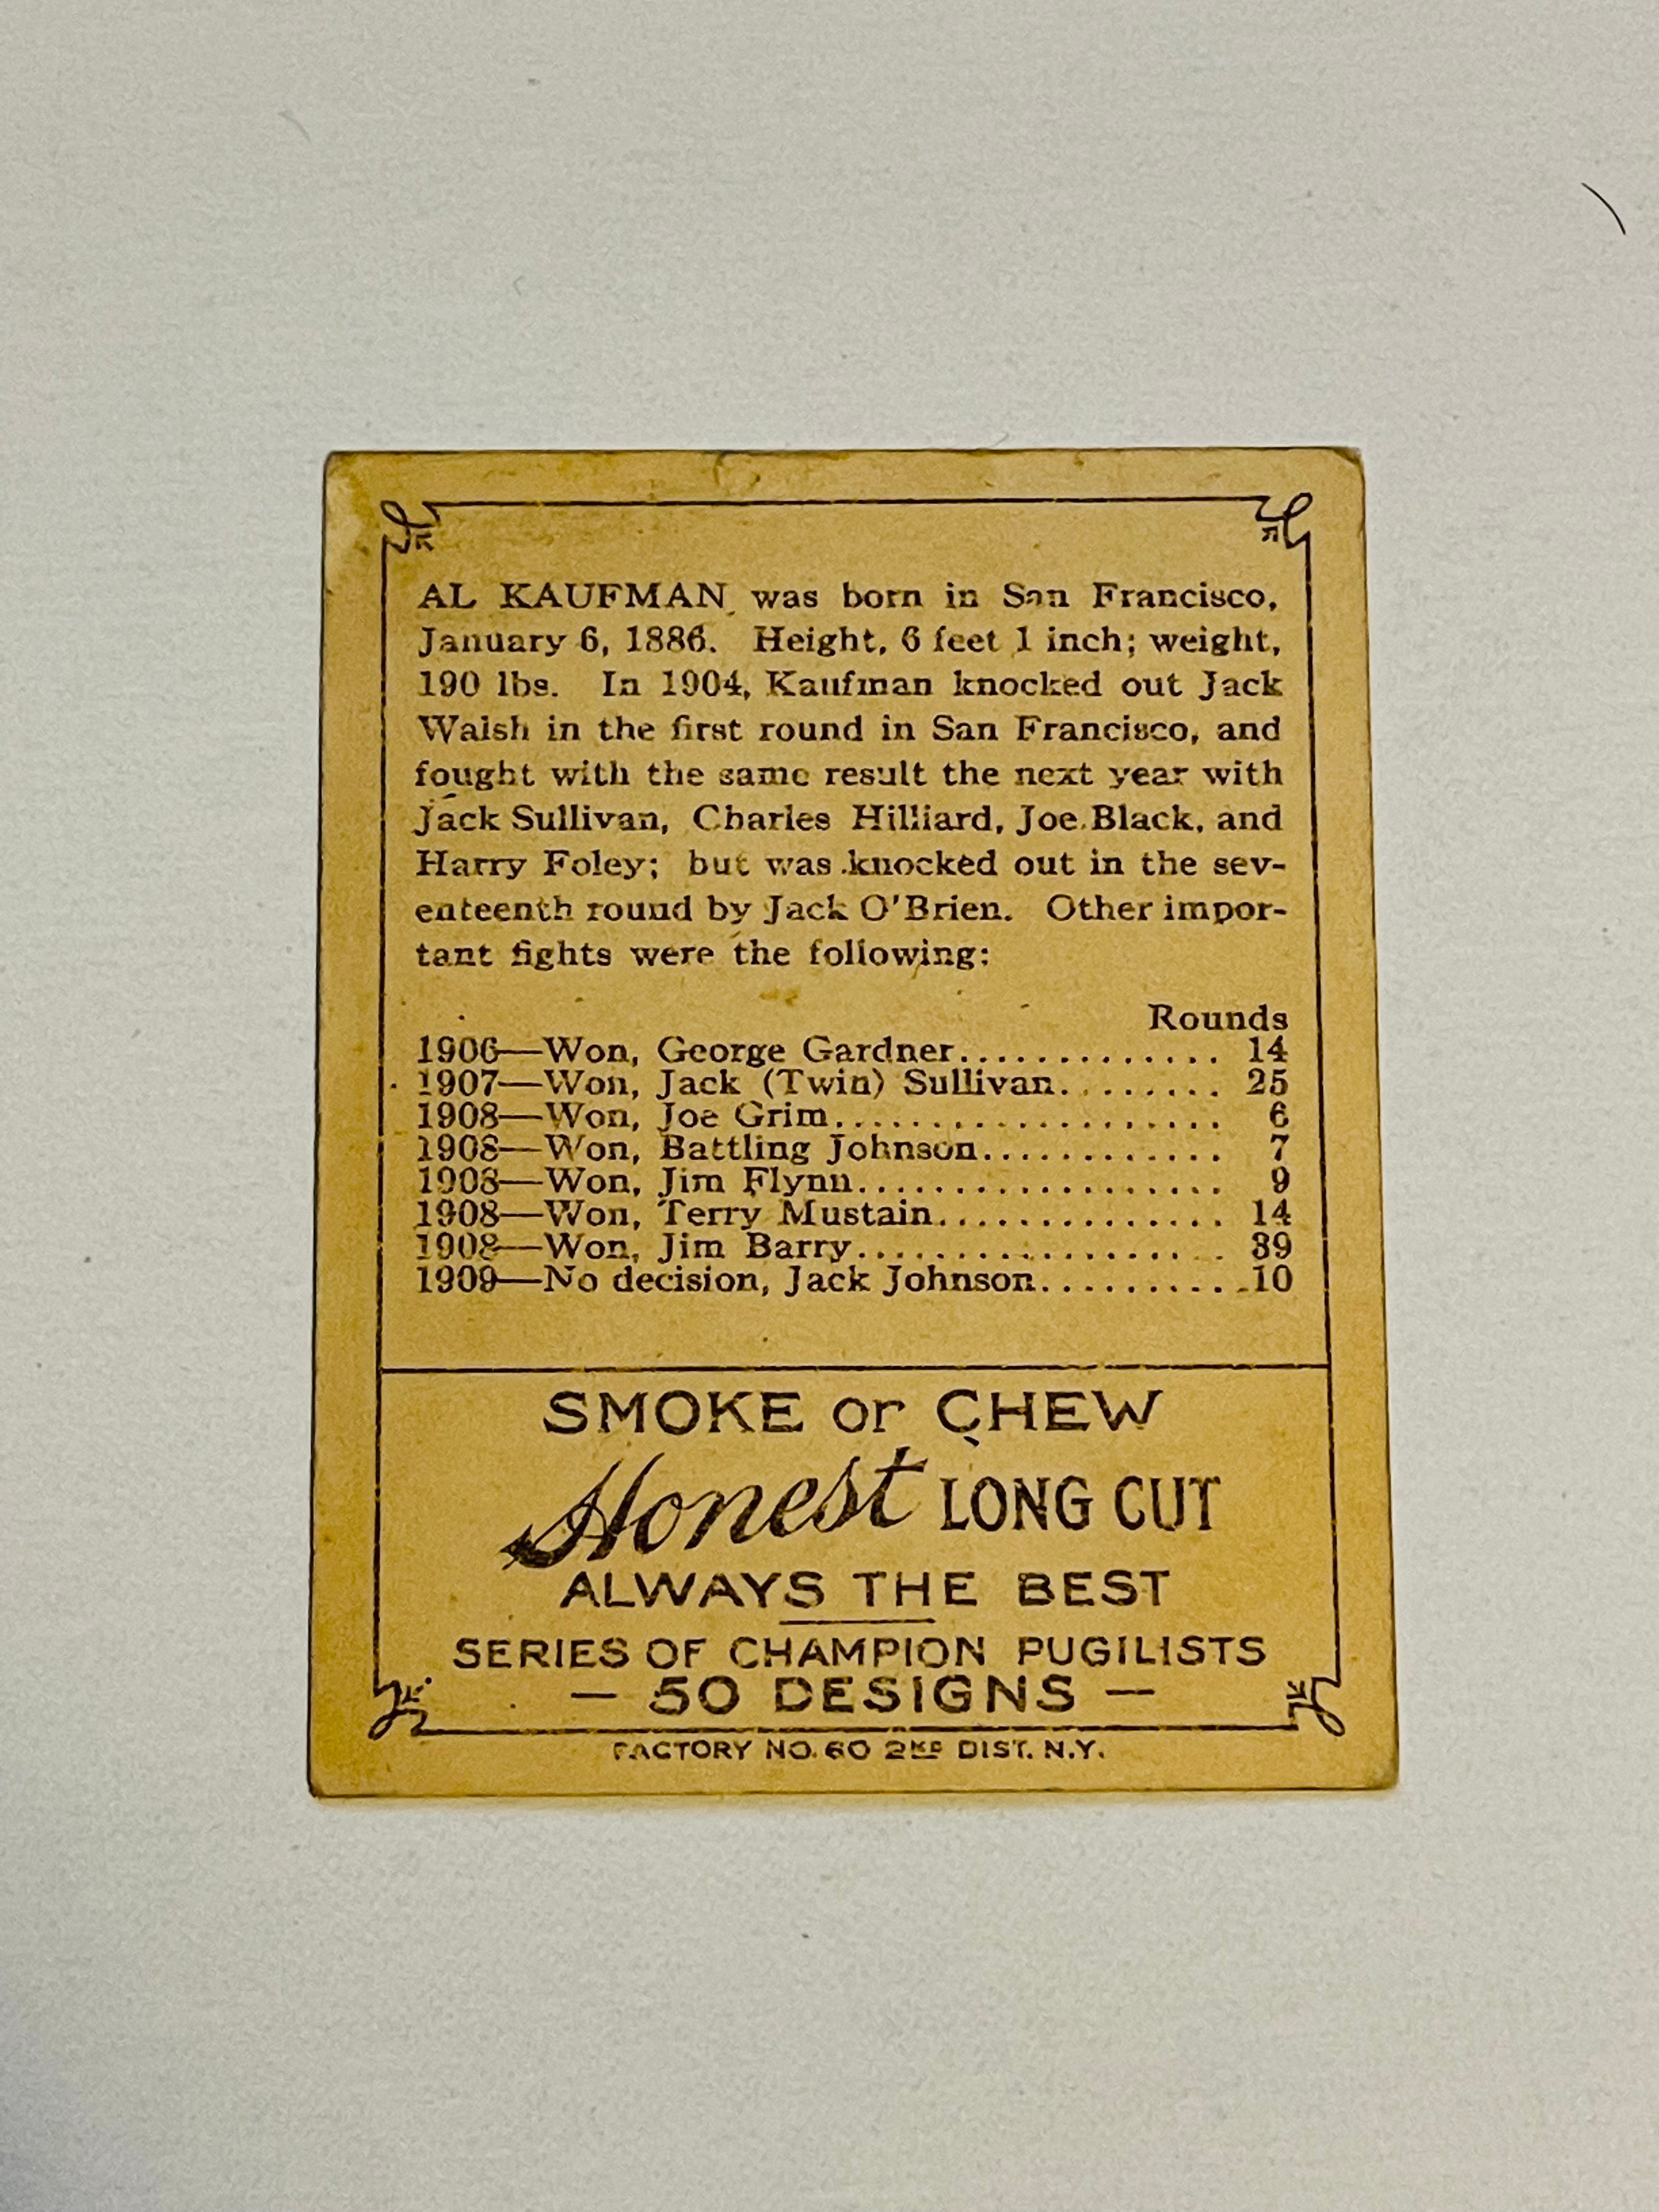 AL KAUFMAN was born in San Francisco,
January 6, 1886. Height, 6 feet 1 inch; weight,
190 lbs. In 1904, Kaufman knocked out Jack
Walsh in the first round in San Francisco, and
fought with the same result the next year with
Jack Sullivan, Charles Hilliard, Joe Black, and
Harry Foley; but was knocked out in the sev-
enteenth round by Jack O'Brien. Other impor-
tant fights were the following:
Rounds
1906—Won, George Gardner............. 14
1907—Won, Jack (Twin) Sullivan......... 25
1908—Won, Joe Grim.................... 6
1908—Won, Battling Johnson............. 7
1908—Won, Jim Flynn................... 9
1908—Won, Terry Mustain............... 14
1908—Won, Jim Barry................... 39
1909—No decision, Jack Johnson...........10
SMOKE or CHEW
Honest LONG CUT
ALWAYS THE BEST
SERIES OF CHAMPION PUGILISTS
— 50 DESIGNS —
FACTORY NO. 60 2ND DIST. N.Y.